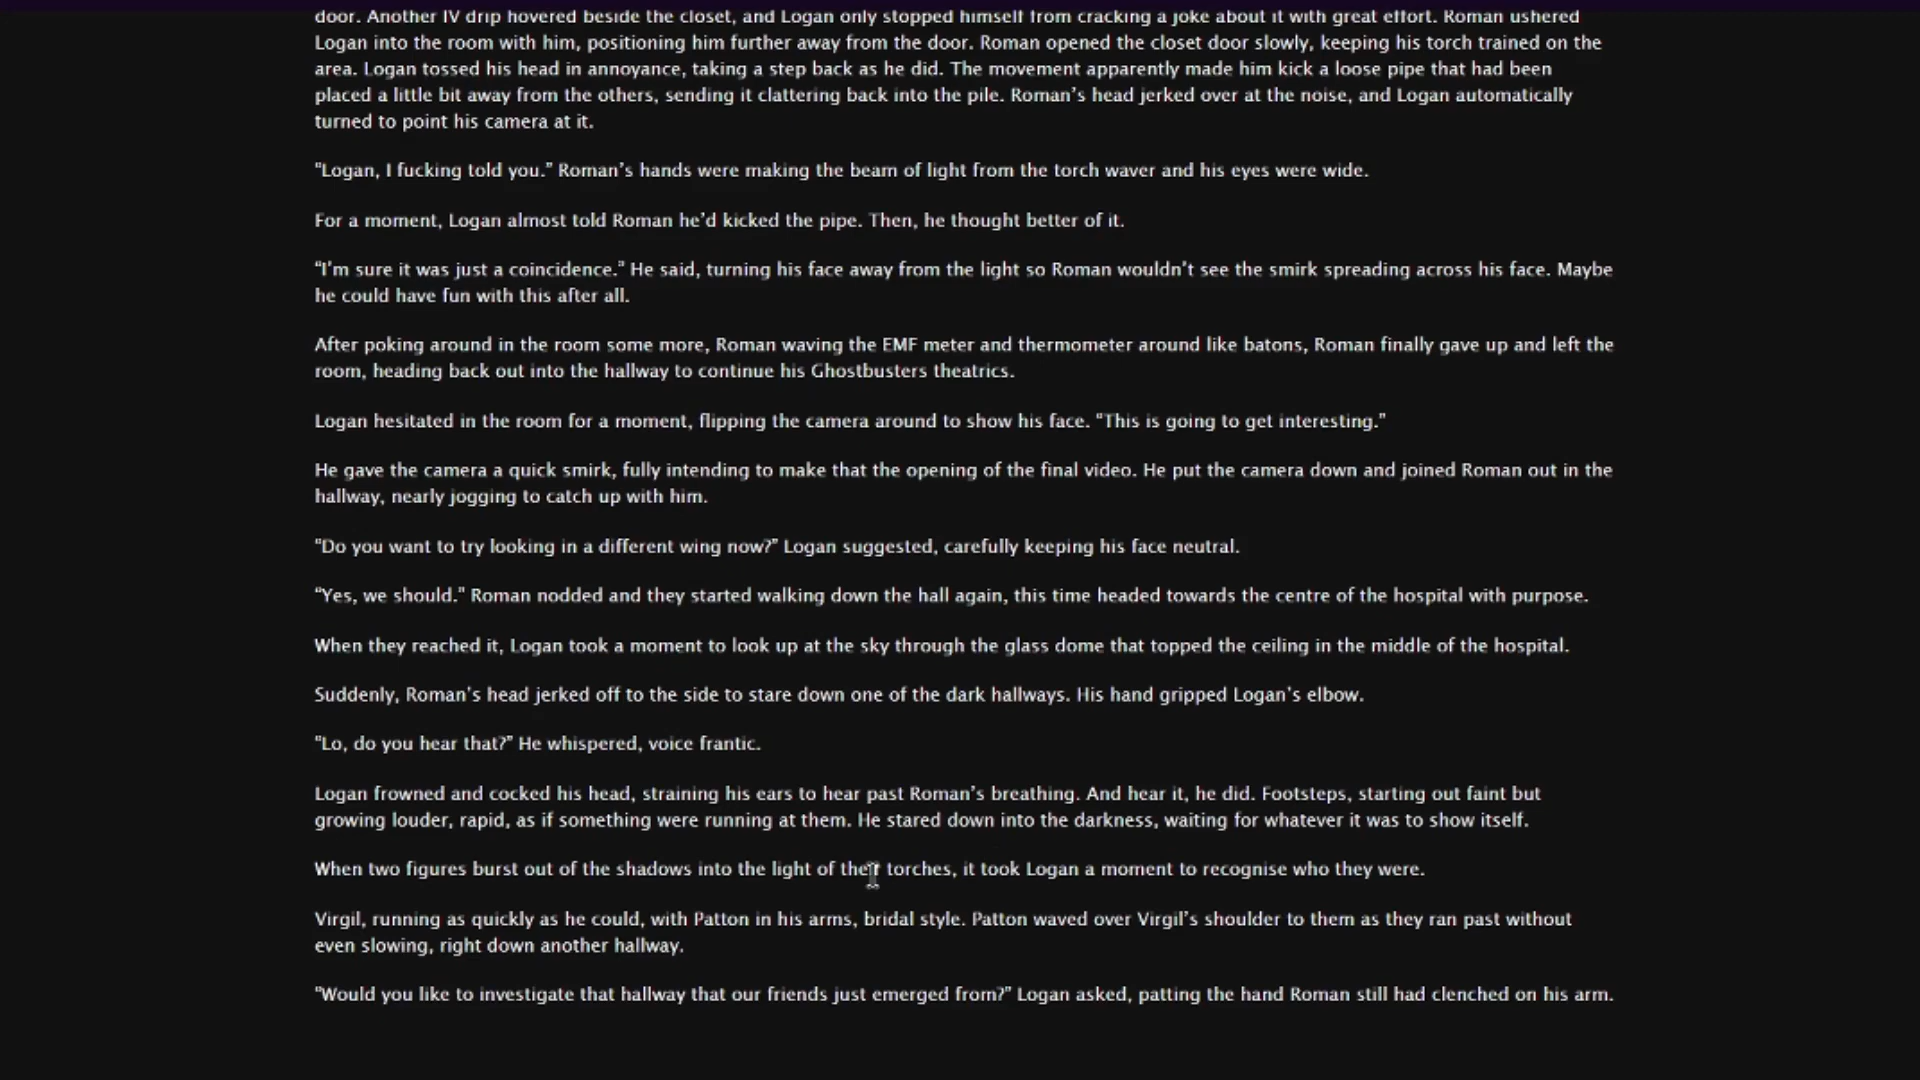 door. Another IV drip hovered beside the closet, and Logan only stopped himself from cracking a joke about it with great effort. Roman ushered
Logan into the room with him, positioning him further away from the door. Roman opened the closet door slowly, keeping his torch trained on the
area. Logan tossed his head in annoyance, taking a step back as he did. The movement apparently made him kick a loose pipe that had been
placed a little bit away from the others, sending it clattering back into the pile. Roman’s head jerked over at the noise, and Logan automatically
turned to point his camera at it.
“Logan, I fucking told you.” Roman’s hands were making the beam of light from the torch waver and his eyes were wide.
For a moment, Logan almost told Roman he’d kicked the pipe. Then, he thought better of it.
“I’m sure it was just a coincidence.” He said, turning his face away from the light so Roman wouldn’t see the smirk spreading across his face. Maybe
he could have fun with this after all.
After poking around in the room some more, Roman waving the EMF meter and thermometer around like batons, Roman finally gave up and left the
room, heading back out into the hallway to continue his Ghostbusters theatrics.
Logan hesitated in the room for a moment, flipping the camera around to show his face. “This is going to get interesting.”
He gave the camera a quick smirk, fully intending to make that the opening of the final video. He put the camera down and joined Roman out in the
hallway, nearly jogging to catch up with him.
“Do you want to try looking in a different wing now?” Logan suggested, carefully keeping his face neutral.
“Yes, we should.” Roman nodded and they started walking down the hall again, this time headed towards the centre of the hospital with purpose.
When they reached it, Logan took a moment to look up at the sky through the glass dome that topped the ceiling in the middle of the hospital.
Suddenly, Roman’s head jerked off to the side to stare down one of the dark hallways. His hand gripped Logan’s elbow.
“Lo, do you hear that?” He whispered, voice frantic.
Logan frowned and cocked his head, straining his ears to hear past Roman’s breathing. And hear it, he did. Footsteps, starting out faint but
growing louder, rapid, as if something were running at them. He stared down into the darkness, waiting for whatever it was to show itself.
When two figures burst out of the shadows into the light of their torches, it took Logan a moment to recognise who they were.
Virgil, running as quickly as he could, with Patton in his arms, bridal style. Patton waved over Virgil’s shoulder to them as they ran past without
even slowing, right down another hallway.
“Would you like to investigate that hallway that our friends just emerged from?” Logan asked, patting the hand Roman still had clenched on his arm.